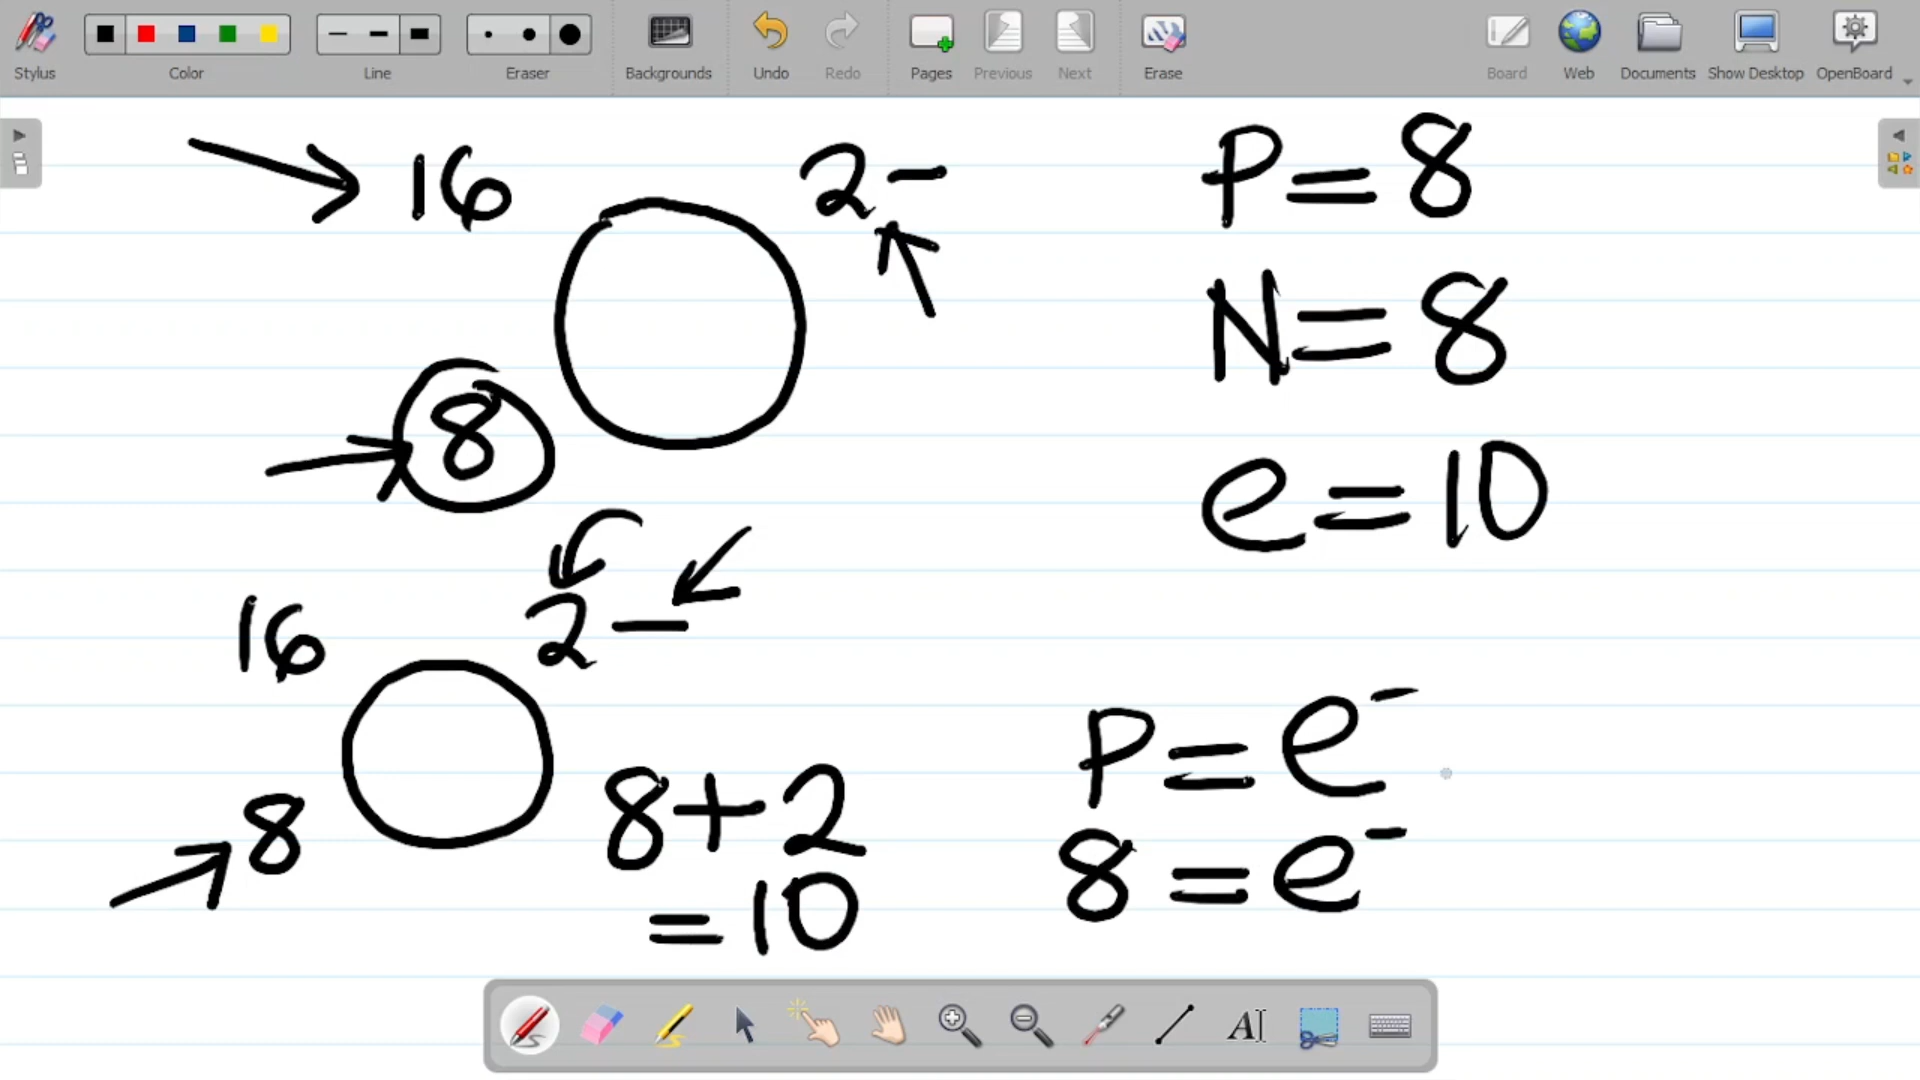 Stylus Color Line Eraser Backgrounds Undo Redo Pages Previous Next Erase Board Web Documents Show Desktop OpenBoard
16 O 2-
8
P=8
N=8
e=10
16 O 2-
8
8+2
=10
P=e⁻
8=e⁻